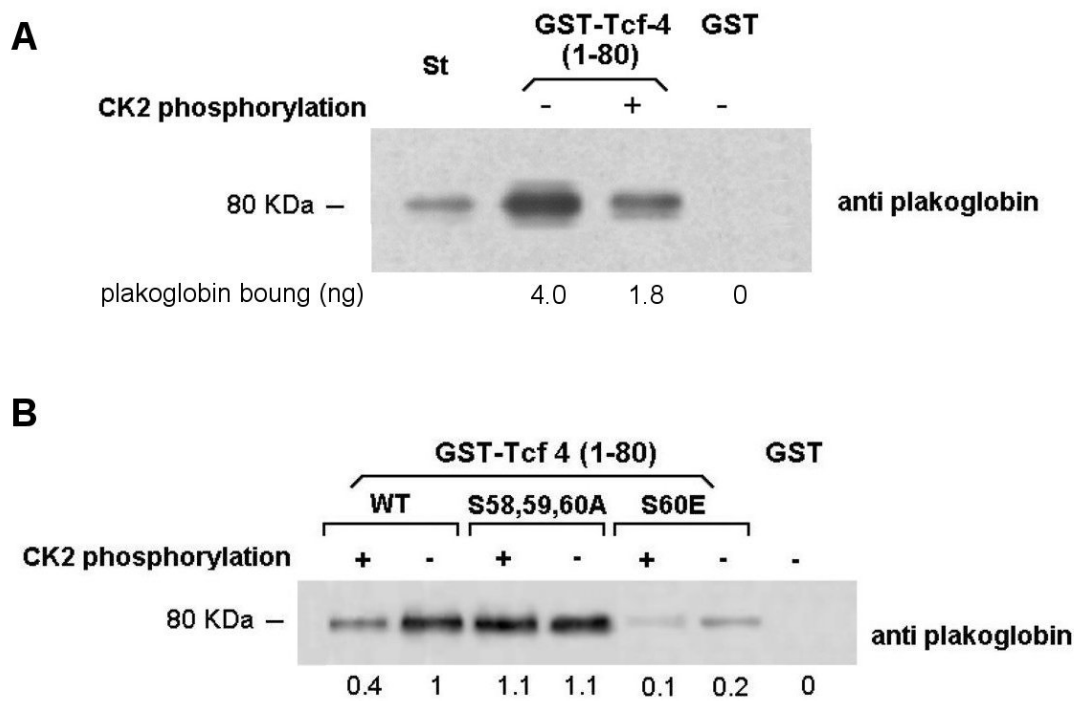 A
GST-Tcf-4 GST
(1-80)
St
CK2 phosphorylation - + -
80 KDa – anti plakoglobin
plakoglobin boung (ng) 4.0 1.8 0
B
GST-Tcf 4 (1-80) GST
WT S58,59,60A S60E
CK2 phosphorylation + - + - + - -
80 KDa –
anti plakoglobin
0.4 1 1.1 1.1 0.1 0.2 0